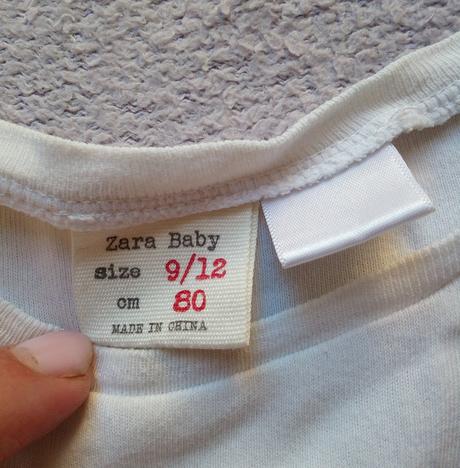 Zara Baby
size 9/12
cm 80
MADE IN CHINA